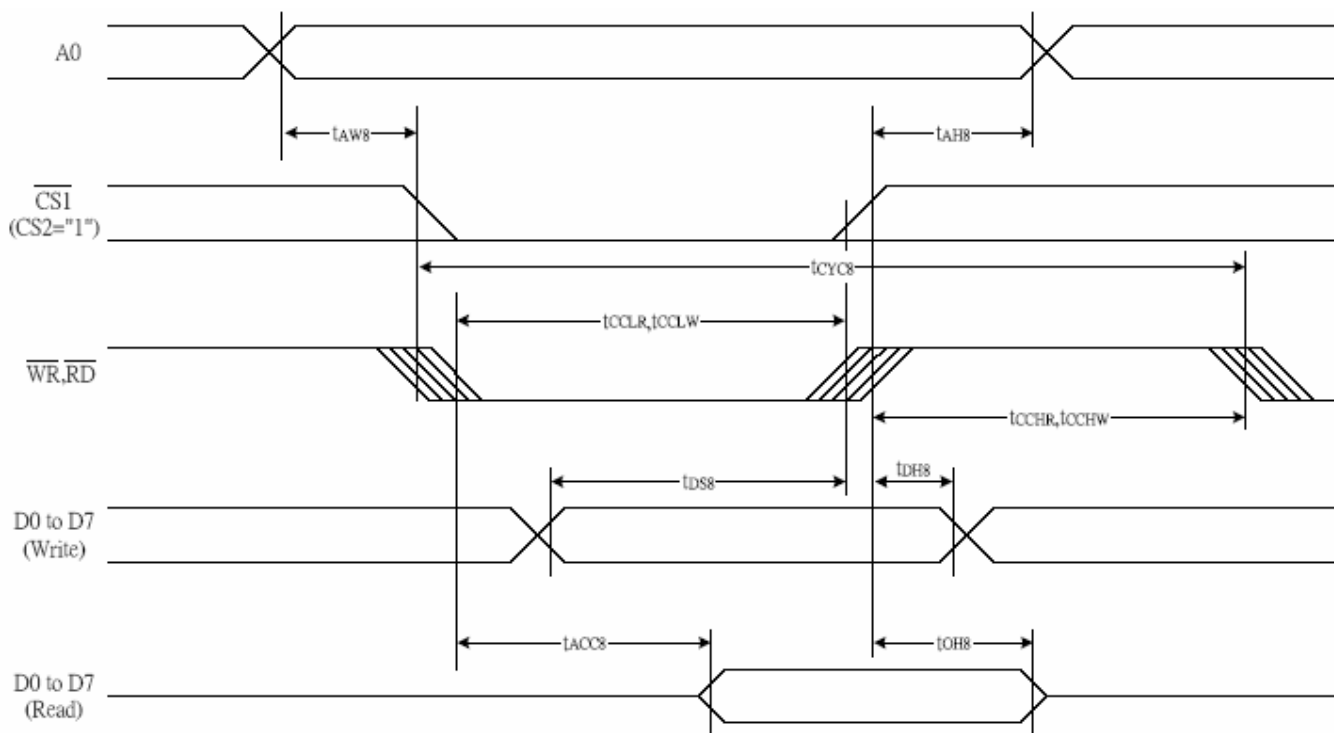 A0
tAW8
tAH8
CS1
(CS2="1")
tCYC8
tCCLR,tCCLW
WR,RD
tCCHR,tCCHW
tDS8
tDH8
D0 to D7
(Write)
tACC8
tOH8
D0 to D7
(Read)